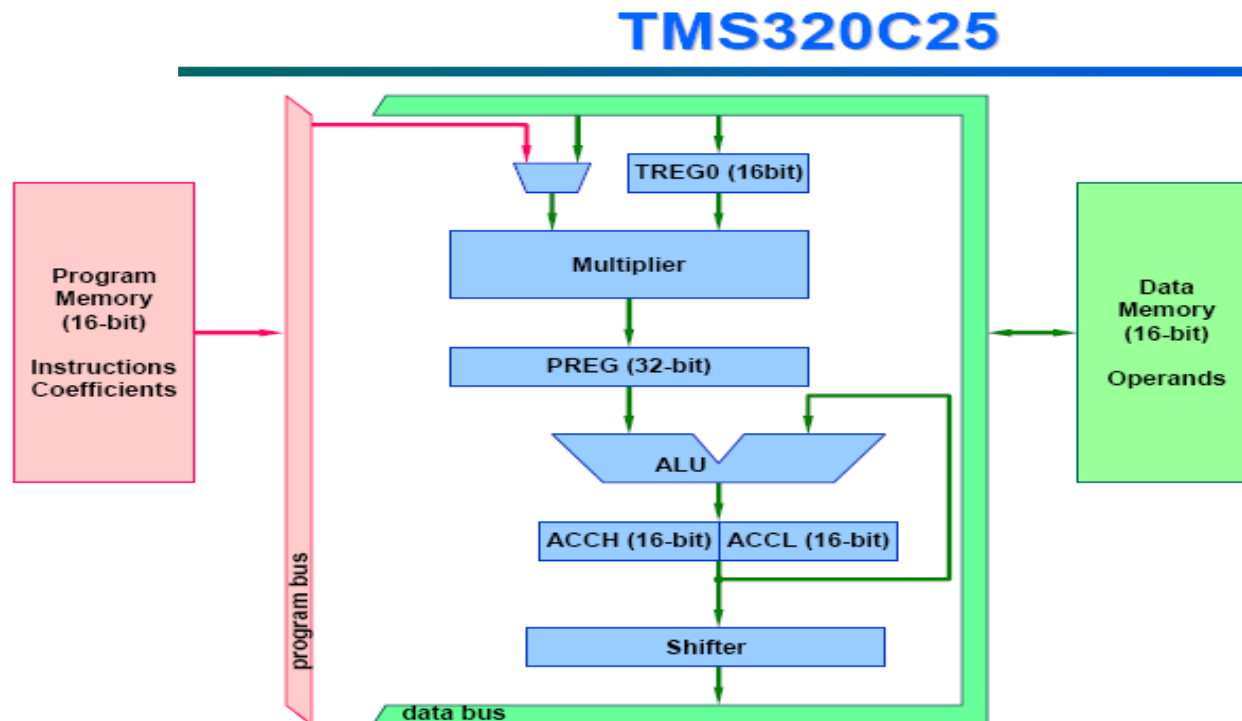 TMS320C25
TREG0 (16bit)
Multiplier
Program
Memory
(16-bit)
Instructions
Coefficients
Data
Memory
(16-bit)
Operands
PREG (32-bit)
ALU
ACCH (16-bit)
ACCL (16-bit)
program bus
Shifter
data bus